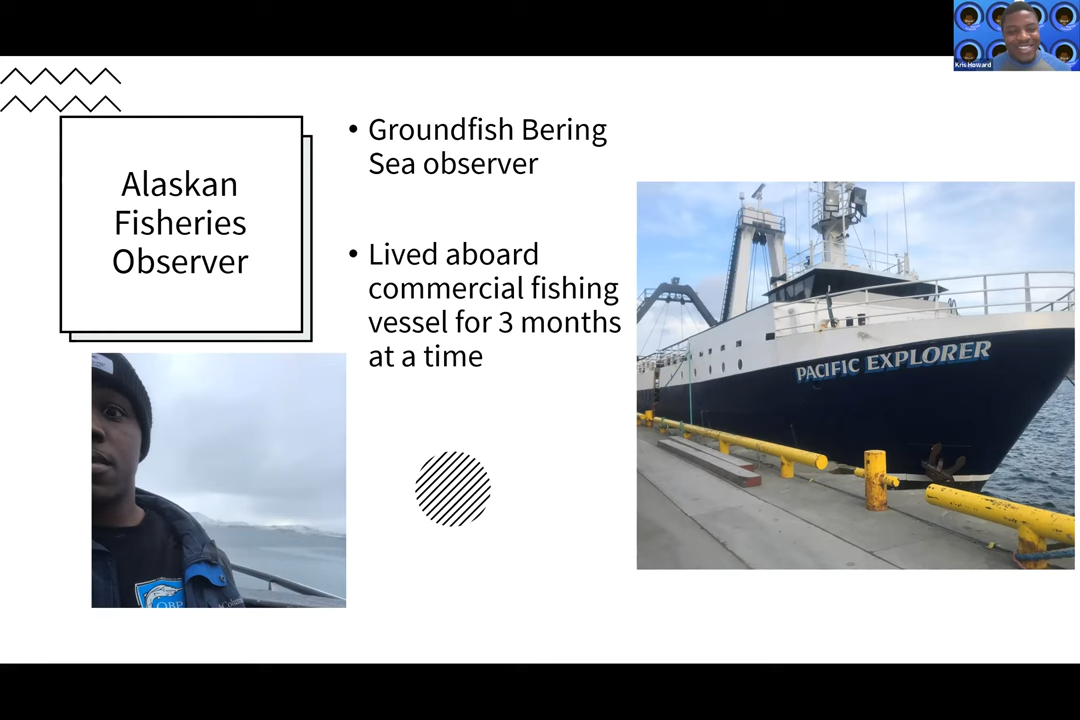 Kris Howard
Alaskan
Fisheries
Observer
• Groundfish Bering
Sea observer
• Lived aboard
commercial fishing
vessel for 3 months
at a time
PACIFIC EXPLORER
OBP